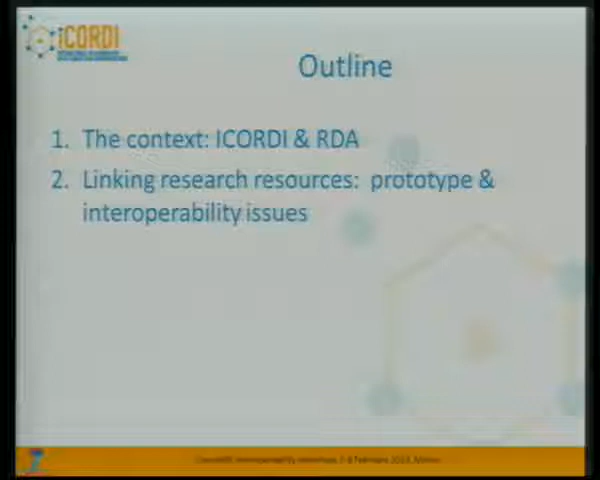 iCORDI
Outline
1. The context: ICORDI & RDA
2. Linking research resources: prototype &
interoperability issues